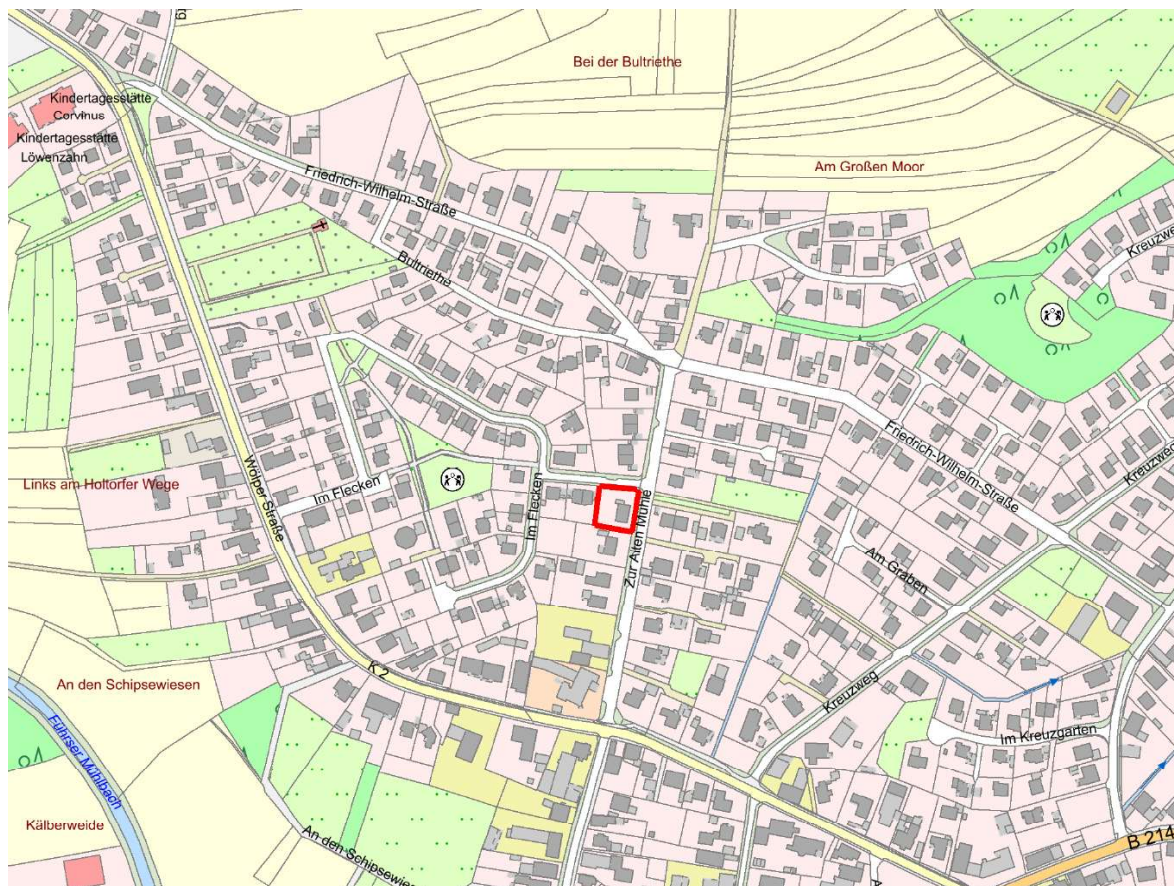 Bei der Bultriethe
Kindertagesstätte
Corvinus
Kindertagesstätte
Löwenzahn
Am Großen Moor
Friedrich-Wilhelm-Straße
Kreuzweg
Bultriethe
Friedrich-Wilhelm-Straße
Kreuzweg
Links am Holtorfer Wege
Wölper Straße
Im Flecken
Im Flecken
Zur Alten Mühle
Am Graben
An den Schipsewiesen
K 2
Kreuzweg
Führser Mühlbach
Im Kreuzgarten
Kälberweide
An den Schipsewiesen
B 214